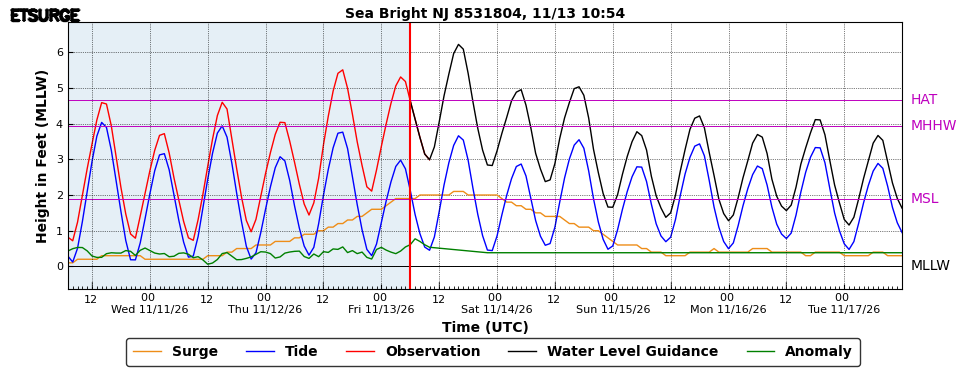 ETSURGE
Sea Bright NJ 8531804, 11/13 10:54
Height in Feet (MLLW)
6
5
4
3
2
1
0
HAT
MHHW
MSL
MLLW
12 00 12 00 12 00 12 00 12 00 12 00 12 00
Wed 11/11/26 Thu 11/12/26 Fri 11/13/26 Sat 11/14/26 Sun 11/15/26 Mon 11/16/26 Tue 11/17/26
Time (UTC)
Surge Tide Observation Water Level Guidance Anomaly